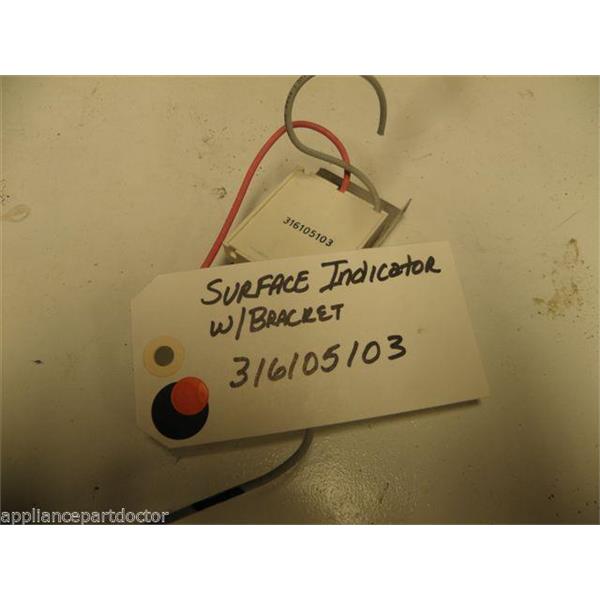 316105103
SURFACE Indicator
W/BRACKET
316105103
appliancepartdoctor